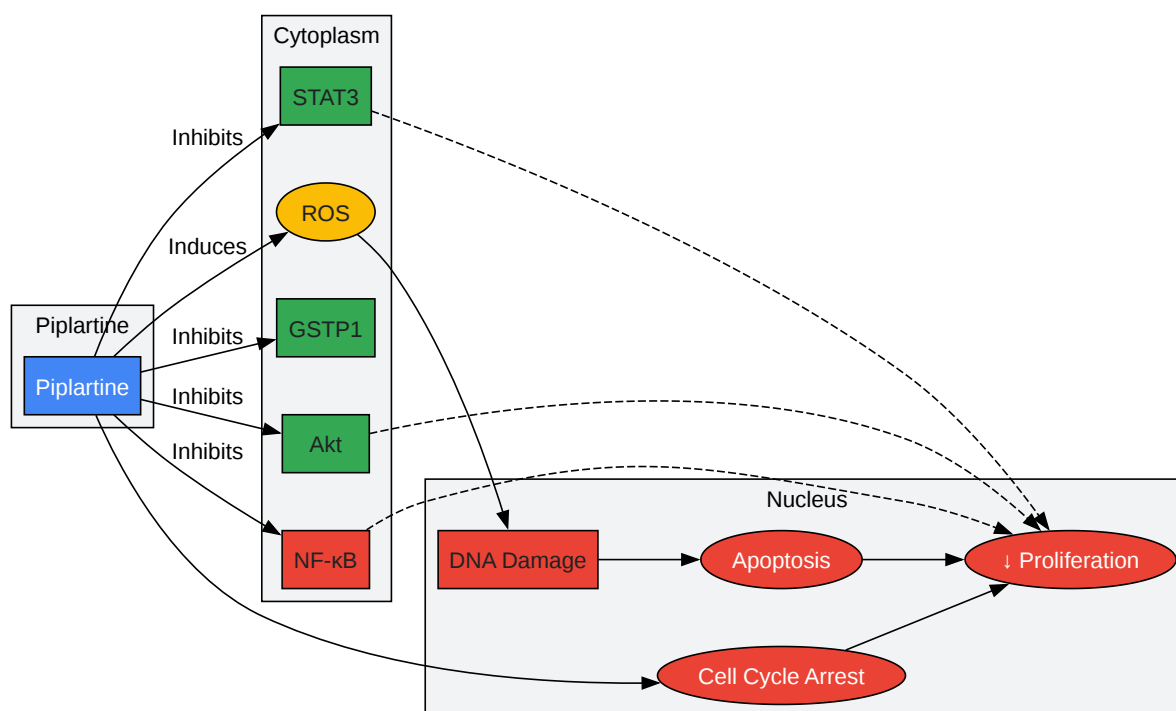 Cytoplasm
STAT3
Inhibits
ROS
Induces
Piplartine
Inhibits
GSTP1
Piplartine
Inhibits
Akt
Inhibits
NF-κB
Nucleus
DNA Damage
Apoptosis
↓ Proliferation
Cell Cycle Arrest